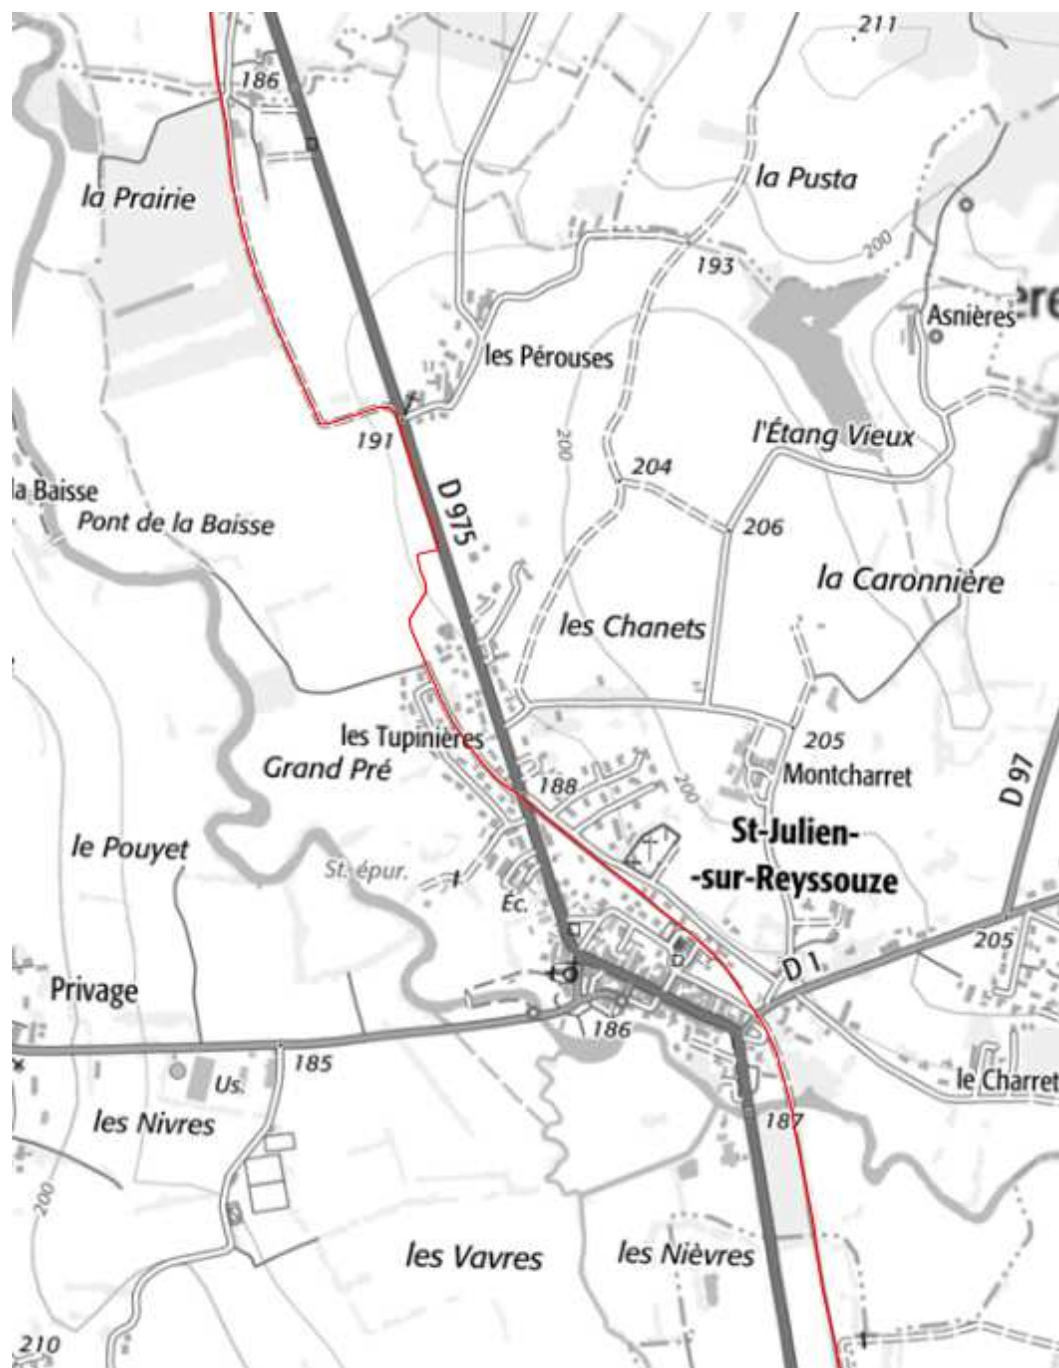 211
186
la Prairie
la Pusta
200
193
Asnières
les Pérouses
191
200
l'Étang Vieux
204
la Baisse
D 975
Pont de la Baisse
206
la Caronnière
les Chanets
les Tupinières
205
Grand Pré
188
200
Montcharret
D 97
le Pouyet
St-Julien-
-sur-Reyssouze
St. épur.
Éc.
205
D 1
Privage
186
185
Us.
le Charret
les Nivres
187
200
les Vavres
les Nièvres
210